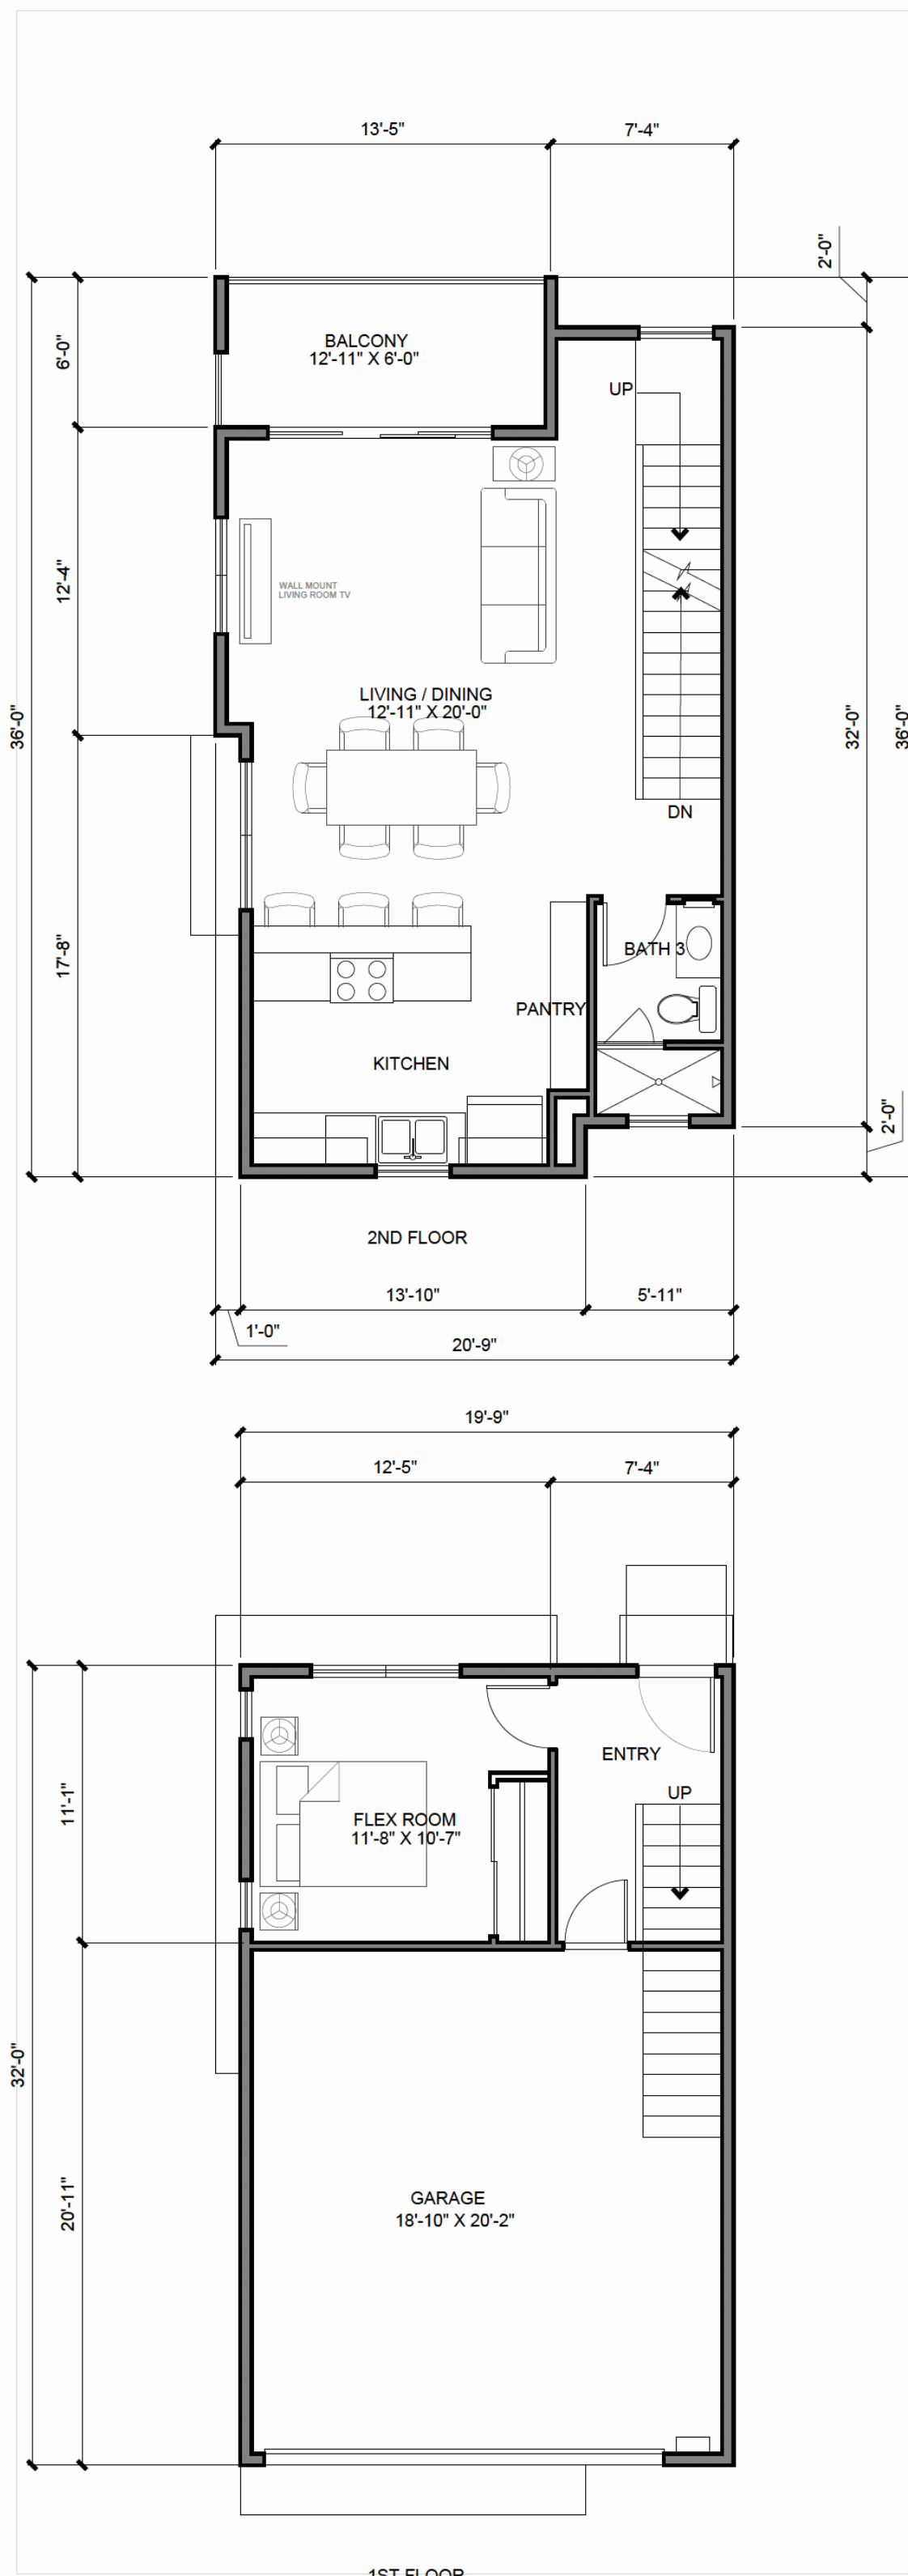 13'-5"
7'-4"
2'-0"
6'-0"
BALCONY
12'-11" X 6'-0"
UP
12'-4"
WALL MOUNT
LIVING ROOM TV
LIVING / DINING
12'-11" X 20'-0"
36'-0"
32'-0"
36'-0"
DN
17'-8"
BATH 3
PANTRY
KITCHEN
2'-0"
2ND FLOOR
13'-10"
5'-11"
1'-0"
20'-9"
19'-9"
12'-5"
7'-4"
ENTRY
UP
11'-1"
FLEX ROOM
11'-8" X 10'-7"
32'-0"
20'-11"
GARAGE
18'-10" X 20'-2"
1ST FLOOR